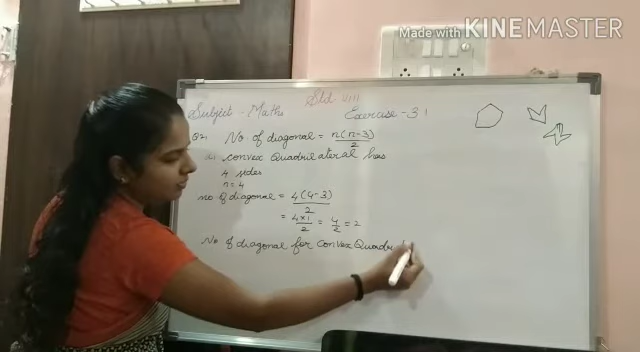 Made with KINEMASTER
Std. VIII
Subject - Maths Exercise - 3.1
Q2. No. of diagonal = n(n-3)/2
(a) convex Quadrilateral has
4 sides
n = 4
no of diagonal = 4(4-3)/2
= 4×1/2 = 4/2 = 2
No. of diagonal for convex Quadril